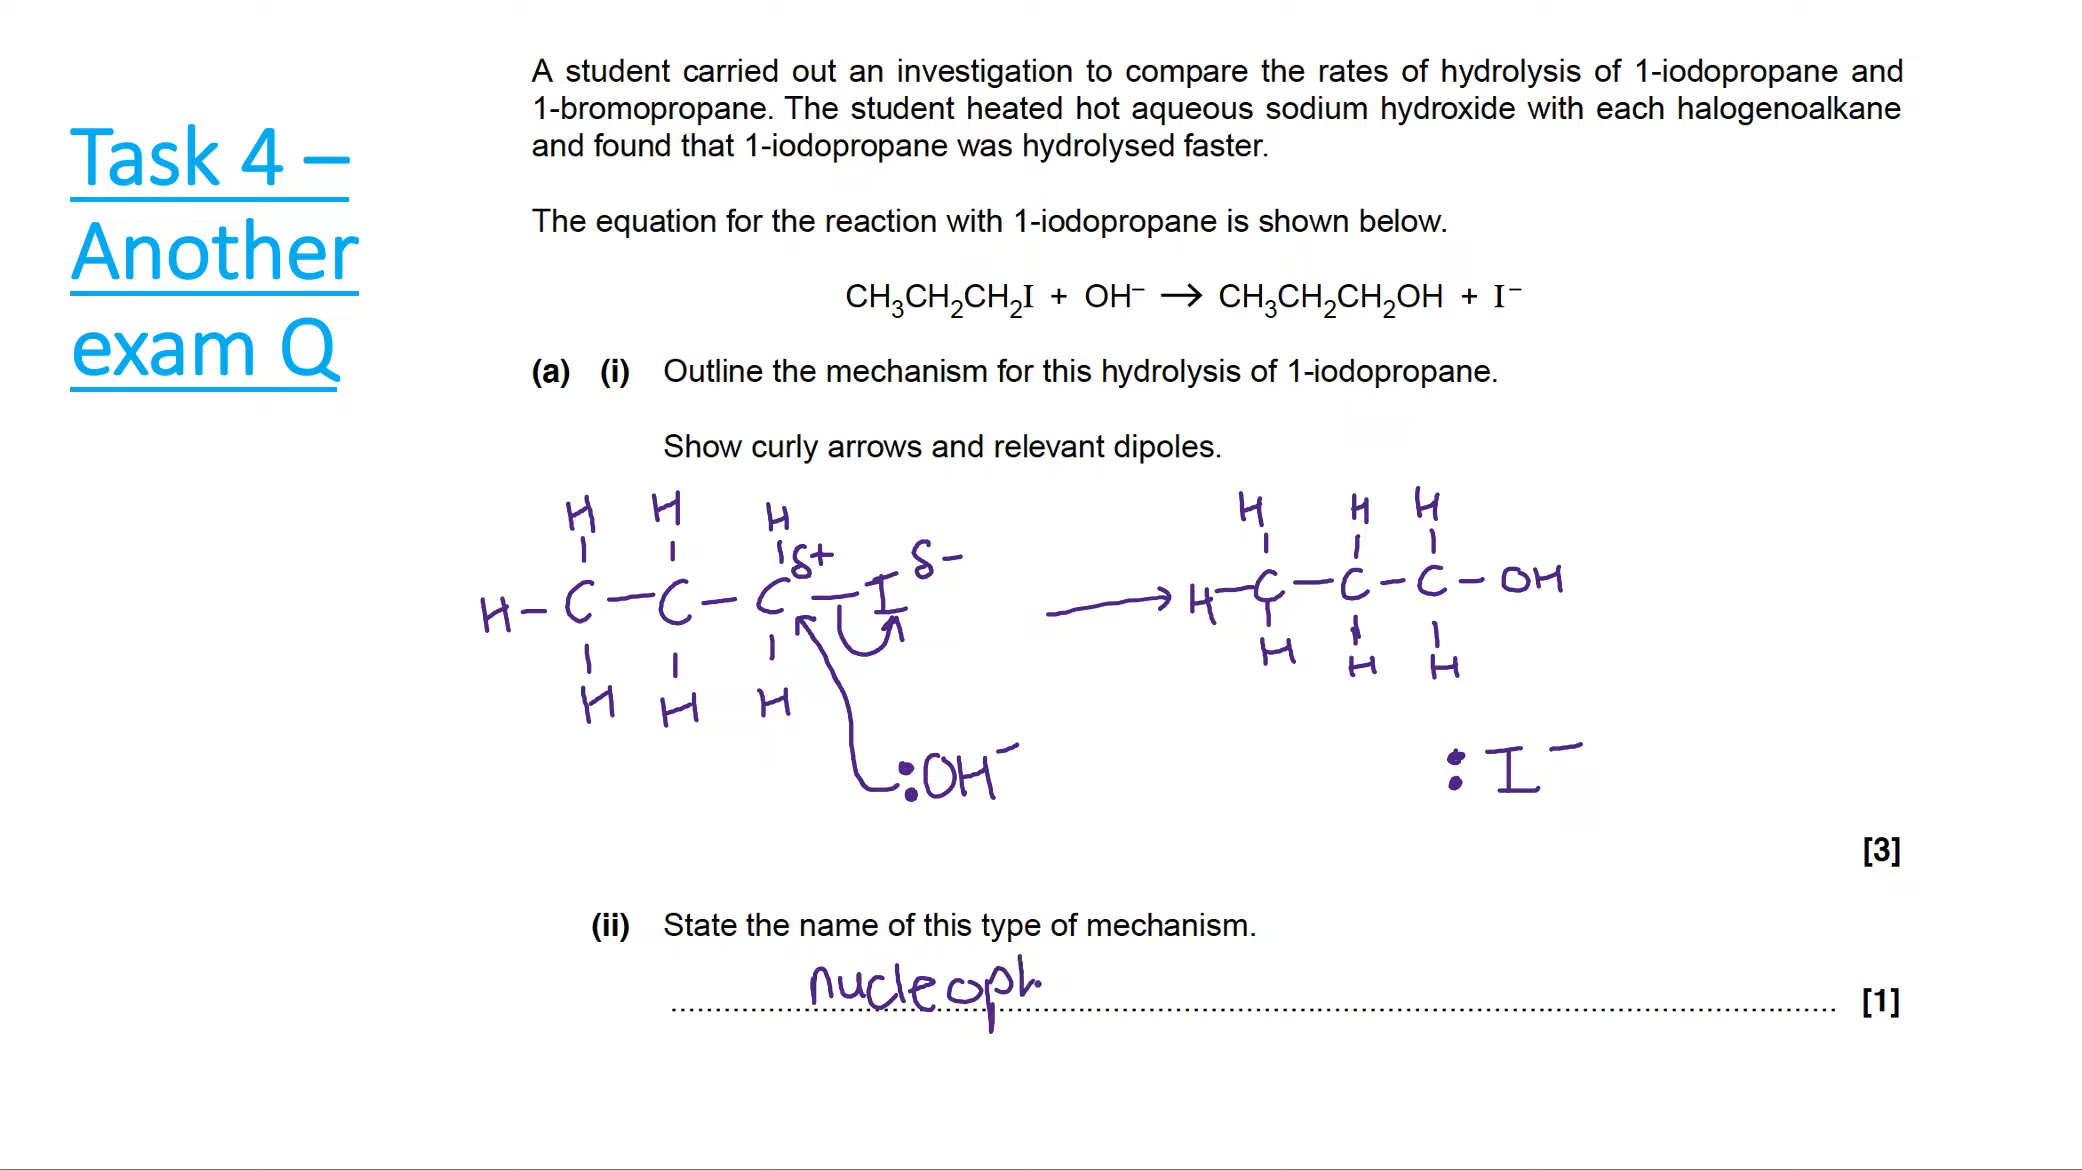 Task 4 –
Another
exam Q
A student carried out an investigation to compare the rates of hydrolysis of 1-iodopropane and
1-bromopropane. The student heated hot aqueous sodium hydroxide with each halogenoalkane
and found that 1-iodopropane was hydrolysed faster.
The equation for the reaction with 1-iodopropane is shown below.
CH₃CH₂CH₂I + OH⁻ → CH₃CH₂CH₂OH + I⁻
(a) (i) Outline the mechanism for this hydrolysis of 1-iodopropane.
Show curly arrows and relevant dipoles.
H H H H H H
δ+ δ−
H–C–C–C–I → H–C–C–C–OH
H H H H H H
:OH⁻ :I⁻
[3]
(ii) State the name of this type of mechanism.
nucleoph [1]